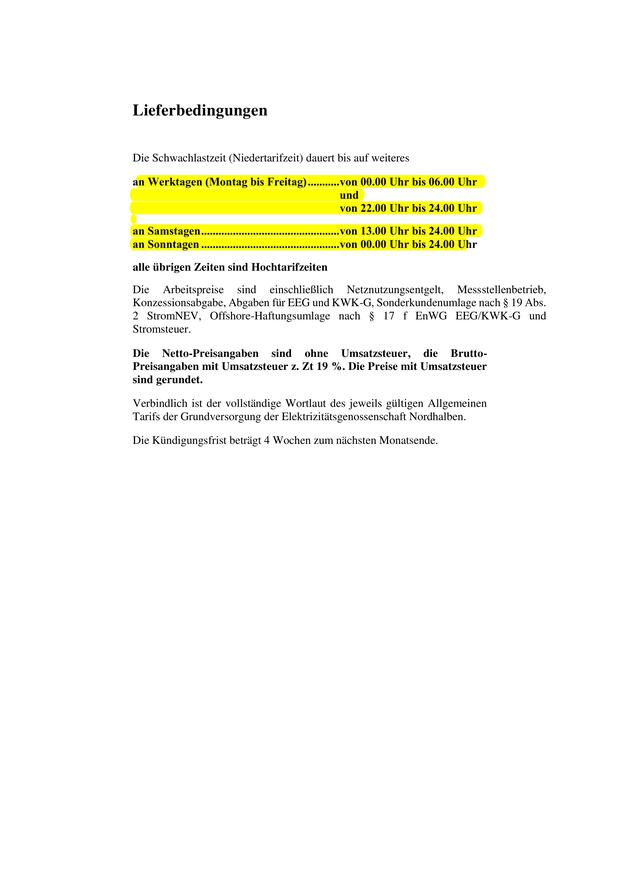 Lieferbedingungen
Die Schwachlastzeit (Niedertarifzeit) dauert bis auf weiteres
an Werktagen (Montag bis Freitag)...........von 00.00 Uhr bis 06.00 Uhr
und
von 22.00 Uhr bis 24.00 Uhr
an Samstagen................................................von 13.00 Uhr bis 24.00 Uhr
an Sonntagen ................................................von 00.00 Uhr bis 24.00 Uhr
alle übrigen Zeiten sind Hochtarifzeiten
Die Arbeitspreise sind einschließlich Netznutzungsentgelt, Messstellenbetrieb,
Konzessionsabgabe, Abgaben für EEG und KWK-G, Sonderkundenumlage nach § 19 Abs.
2 StromNEV, Offshore-Haftungsumlage nach § 17 f EnWG EEG/KWK-G und
Stromsteuer.
Die Netto-Preisangaben sind ohne Umsatzsteuer, die Brutto-
Preisangaben mit Umsatzsteuer z. Zt 19 %. Die Preise mit Umsatzsteuer
sind gerundet.
Verbindlich ist der vollständige Wortlaut des jeweils gültigen Allgemeinen
Tarifs der Grundversorgung der Elektrizitätsgenossenschaft Nordhalben.
Die Kündigungsfrist beträgt 4 Wochen zum nächsten Monatsende.